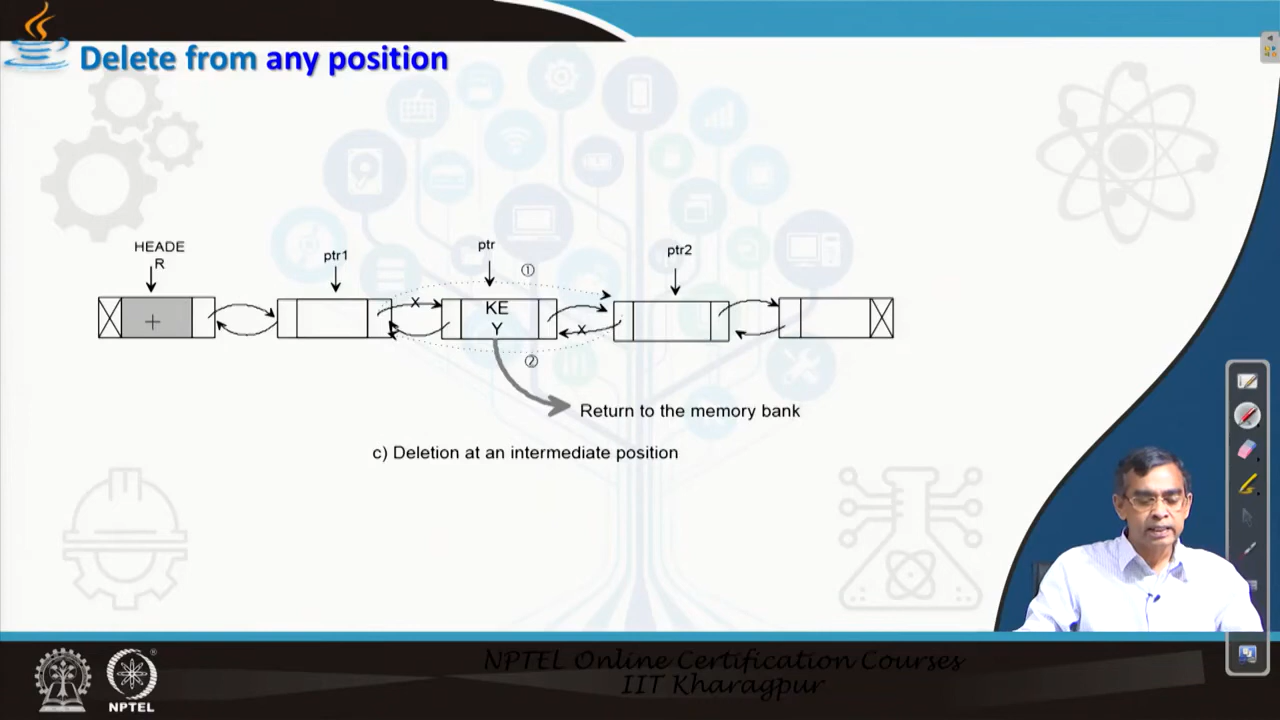 Delete from any position
HEADE
R
ptr1
ptr
ptr2
①
X
KE
Y
X
+
②
Return to the memory bank
c) Deletion at an intermediate position
NPTEL Online Certification Courses
IIT Kharagpur
NPTEL